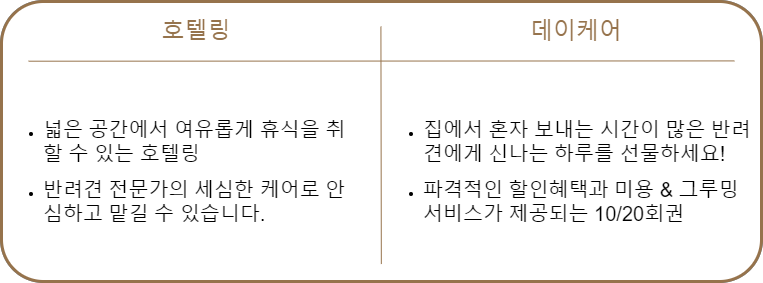 호텔링
데이케어
• 넓은 공간에서 여유롭게 휴식을 취
할 수 있는 호텔링
• 반려견 전문가의 세심한 케어로 안
심하고 맡길 수 있습니다.
• 집에서 혼자 보내는 시간이 많은 반려
견에게 신나는 하루를 선물하세요!
• 파격적인 할인혜택과 미용 & 그루밍
서비스가 제공되는 10/20회권